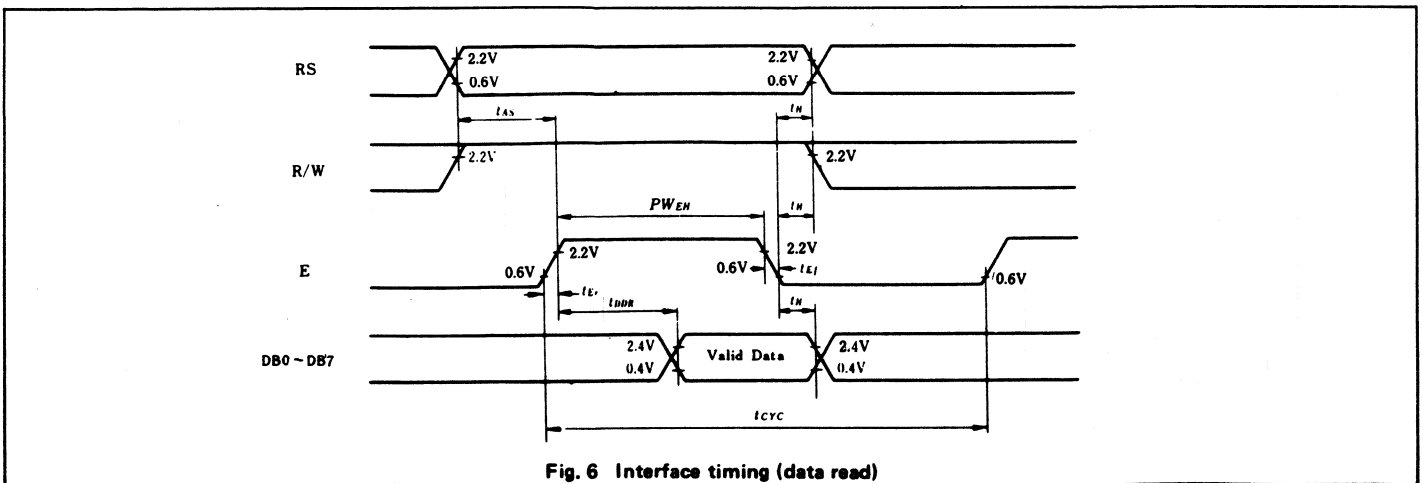 RS
2.2V
0.6V
2.2V
0.6V
tAS
tH
R/W
2.2V
2.2V
PWEH
tH
E
0.6V
2.2V
2.2V
0.6V
tEf
0.6V
tEr
tDDR
tH
DB0 ~ DB7
2.4V
0.4V
Valid Data
2.4V
0.4V
tCYC
Fig. 6 Interface timing (data read)